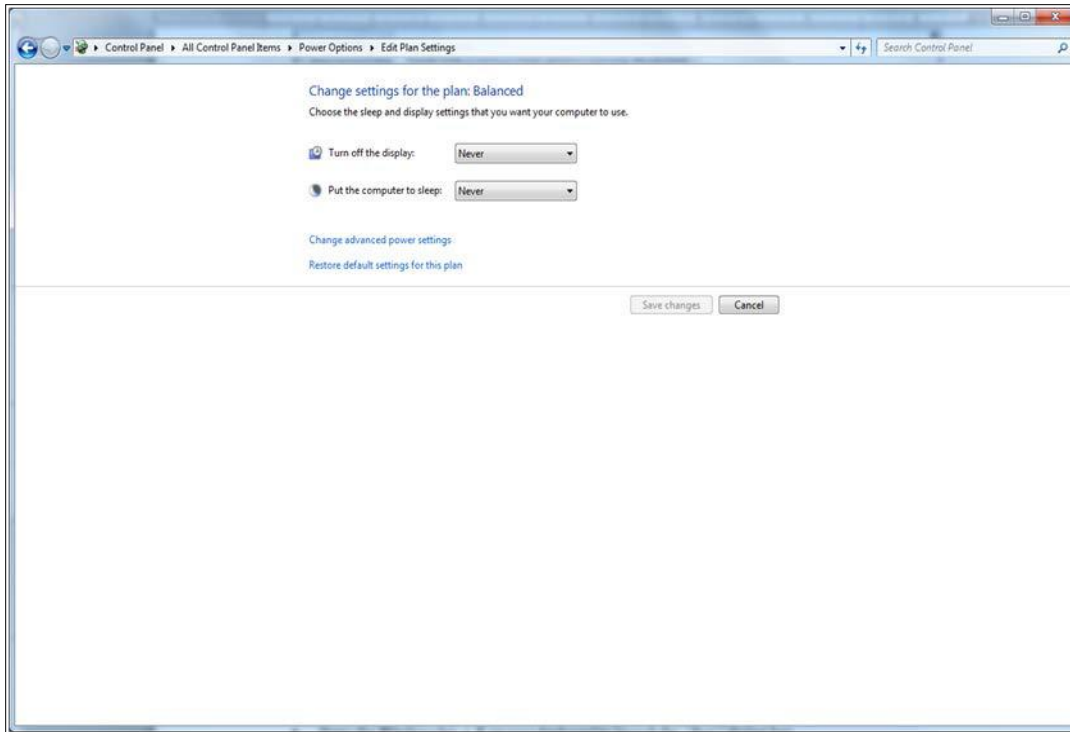 Control Panel ▸ All Control Panel Items ▸ Power Options ▸ Edit Plan Settings
Search Control Panel
Change settings for the plan: Balanced
Choose the sleep and display settings that you want your computer to use.
Turn off the display: Never
Put the computer to sleep: Never
Change advanced power settings
Restore default settings for this plan
Save changes Cancel